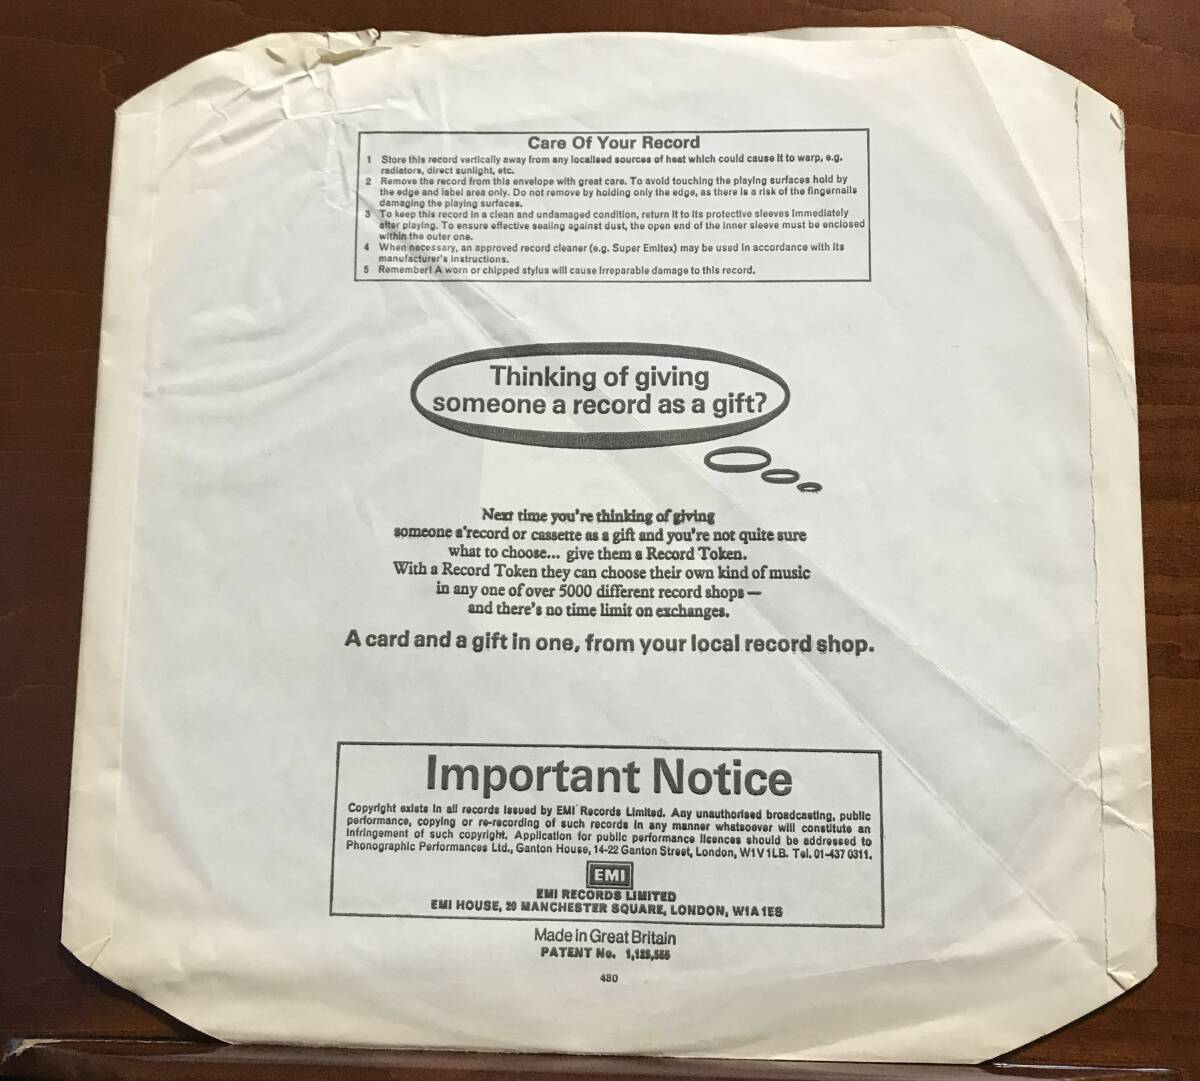 Care Of Your Record
1 Store this record vertically away from any localised sources of heat which could cause it to warp, e.g.
radiators, direct sunlight, etc.
2 Remove the record from this envelope with great care. To avoid touching the playing surfaces hold by
the edge and label area only. Do not remove by holding only the edge, as there is a risk of the fingernails
damaging the playing surfaces.
3 To keep this record in a clean and undamaged condition, return it to its protective sleeves immediately
after playing. To ensure effective sealing against dust, the open end of the inner sleeve must be enclosed
within the outer one.
4 When necessary, an approved record cleaner (e.g. Super Emitex) may be used in accordance with its
manufacturer's instructions.
5 Remember! A worn or chipped stylus will cause irreparable damage to this record.
Thinking of giving
someone a record as a gift?
Next time you're thinking of giving
someone a record or cassette as a gift and you're not quite sure
what to choose... give them a Record Token.
With a Record Token they can choose their own kind of music
in any one of over 5000 different record shops —
and there's no time limit on exchanges.
A card and a gift in one, from your local record shop.
Important Notice
Copyright exists in all records issued by EMI Records Limited. Any unauthorised broadcasting, public
performance, copying or re-recording of such records in any manner whatsoever will constitute an
infringement of such copyright. Application for public performance licences should be addressed to
Phonographic Performances Ltd., Ganton House, 14-22 Ganton Street, London, W1V 1LB. Tel. 01-437 0311.
EMI
EMI RECORDS LIMITED
EMI HOUSE, 20 MANCHESTER SQUARE, LONDON, W1A 1ES
Made in Great Britain
PATENT No. 1,125,555
480